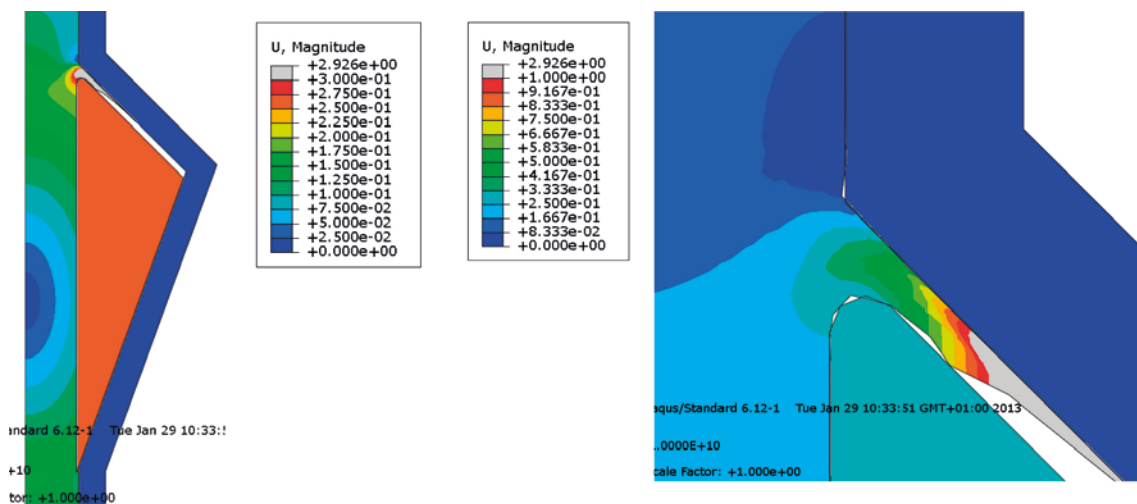 U, Magnitude
+2.926e+00
+3.000e-01
+2.750e-01
+2.500e-01
+2.250e-01
+2.000e-01
+1.750e-01
+1.500e-01
+1.250e-01
+1.000e-01
+7.500e-02
+5.000e-02
+2.500e-02
+0.000e+00
U, Magnitude
+2.926e+00
+1.000e+00
+9.167e-01
+8.333e-01
+7.500e-01
+6.667e-01
+5.833e-01
+5.000e-01
+4.167e-01
+3.333e-01
+2.500e-01
+1.667e-01
+8.333e-02
+0.000e+00
andard 6.12-1 Tue Jan 29 10:33:5
+10
tor: +1.000e+00
aqus/Standard 6.12-1 Tue Jan 29 10:33:51 GMT+01:00 2013
.0000E+10
cale Factor: +1.000e+00